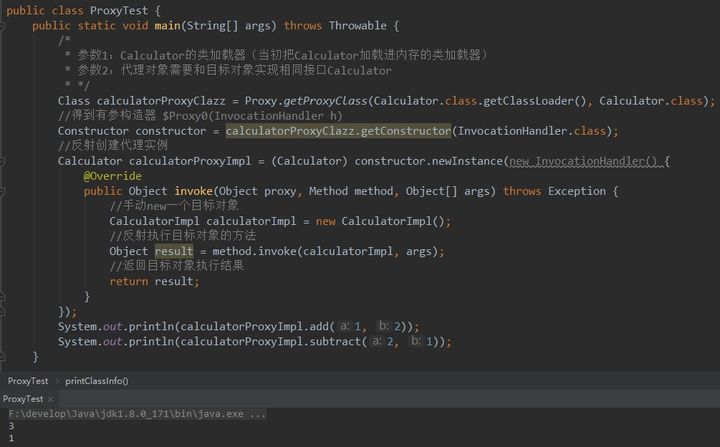 public class ProxyTest {
    public static void main(String[] args) throws Throwable {
        /*
         * 参数1：Calculator的类加载器（当初把Calculator加载进内存的类加载器）
         * 参数2：代理对象需要和目标对象实现相同接口Calculator
         * */
        Class calculatorProxyClazz = Proxy.getProxyClass(Calculator.class.getClassLoader(), Calculator.class);
        //得到有参构造器 $Proxy0(InvocationHandler h)
        Constructor constructor = calculatorProxyClazz.getConstructor(InvocationHandler.class);
        //反射创建代理实例
        Calculator calculatorProxyImpl = (Calculator) constructor.newInstance(new InvocationHandler() {
            @Override
            public Object invoke(Object proxy, Method method, Object[] args) throws Exception {
                //手动new一个目标对象
                CalculatorImpl calculatorImpl = new CalculatorImpl();
                //反射执行目标对象的方法
                Object result = method.invoke(calculatorImpl, args);
                //返回目标对象执行结果
                return result;
            }
        });
        System.out.println(calculatorProxyImpl.add( a: 1, b: 2));
        System.out.println(calculatorProxyImpl.subtract( a: 2, b: 1));
    }
ProxyTest › printClassInfo()
ProxyTest ×
F:\develop\Java\jdk1.8.0_171\bin\java.exe ...
3
1